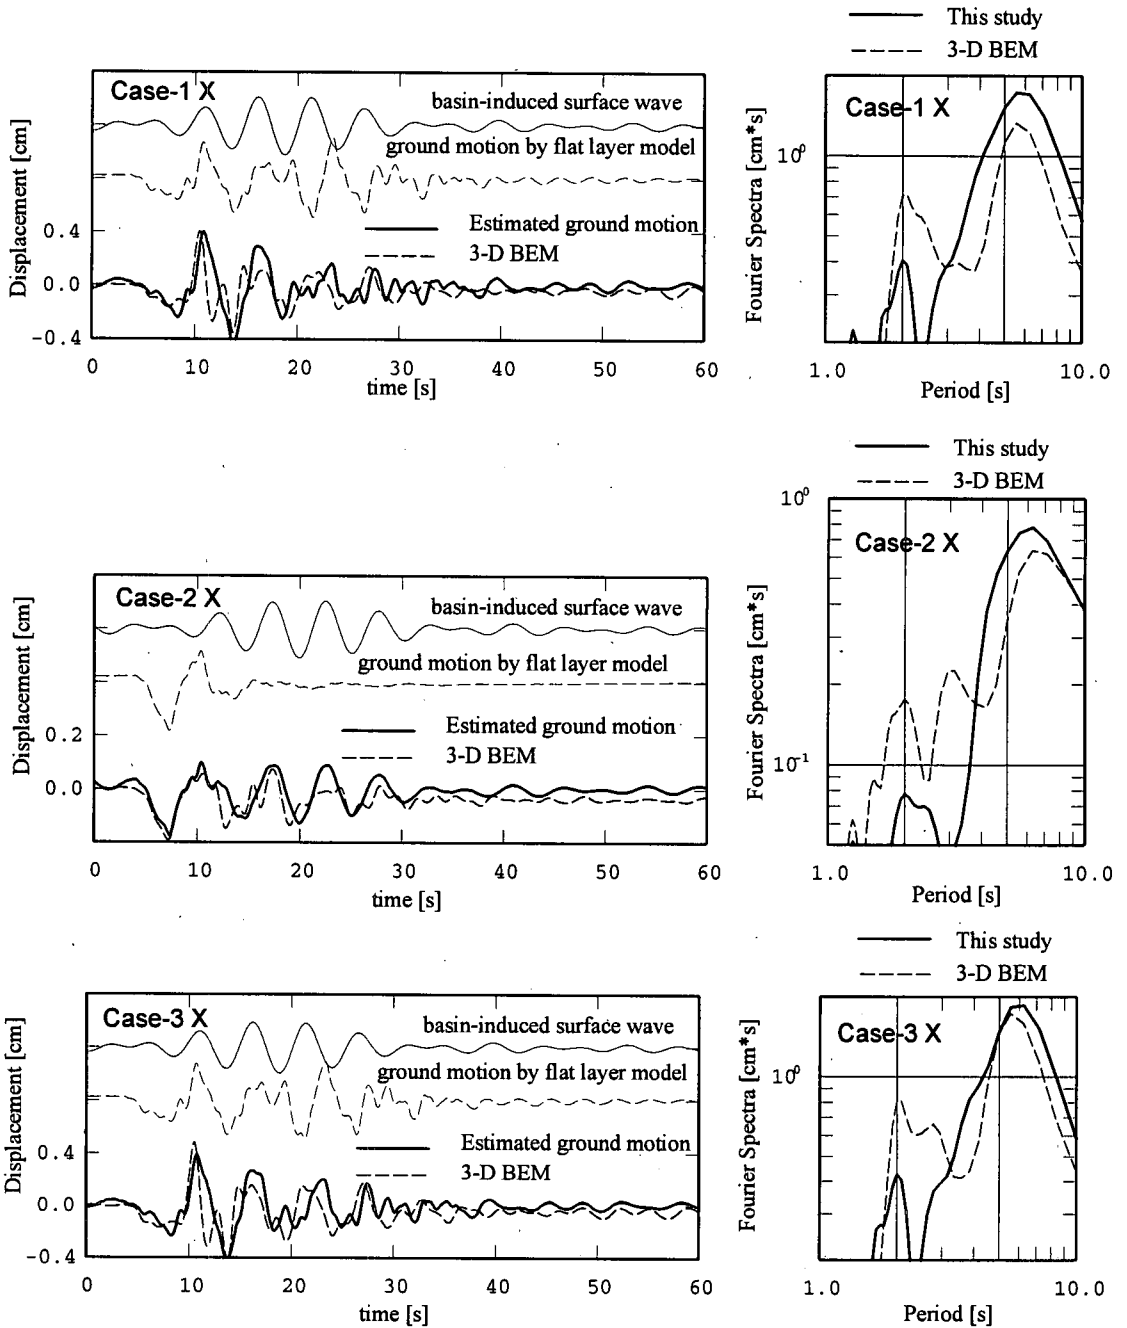 This study
3-D BEM
Case-1 X
basin-induced surface wave
ground motion by flat layer model
Estimated ground motion
3-D BEM
Displacement [cm]
0.4
0.0
-0.4
0 10 20 30 40 50 60
time [s]
Case-1 X
Fourier Spectra [cm*s]
10^0
1.0 10.0
Period [s]
This study
3-D BEM
Case-2 X
basin-induced surface wave
ground motion by flat layer model
Estimated ground motion
3-D BEM
Displacement [cm]
0.2
0.0
0 10 20 30 40 50 60
time [s]
Case-2 X
Fourier Spectra [cm*s]
10^0
10^-1
1.0 10.0
Period [s]
This study
3-D BEM
Case-3 X
basin-induced surface wave
ground motion by flat layer model
Estimated ground motion
3-D BEM
Displacement [cm]
0.4
0.0
-0.4
0 10 20 30 40 50 60
time [s]
Case-3 X
Fourier Spectra [cm*s]
10^0
1.0 10.0
Period [s]